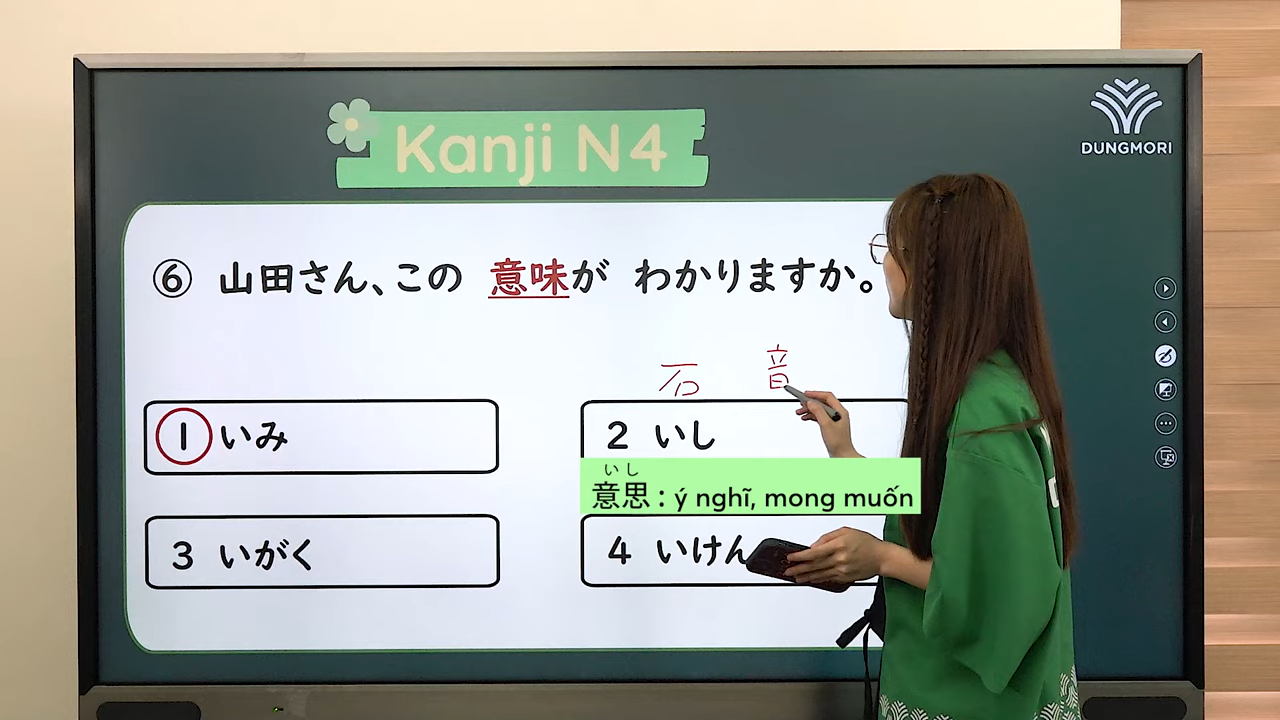 Kanji N4
DUNGMORI
⑥ 山田さん、この 意味が わかりますか。
石 音
1 いみ
2 いし
いし
意思 : ý nghĩ, mong muốn
3 いがく
4 いけん